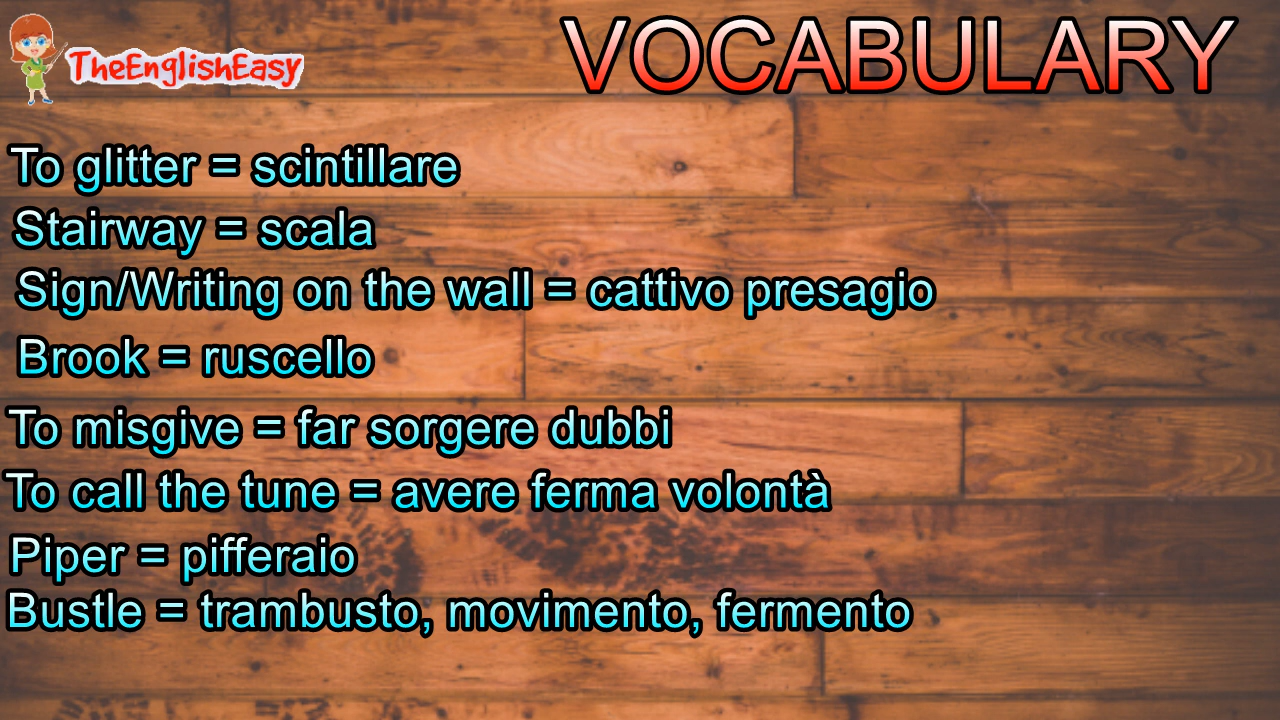 TheEnglishEasy
VOCABULARY
To glitter = scintillare
Stairway = scala
Sign/Writing on the wall = cattivo presagio
Brook = ruscello
To misgive = far sorgere dubbi
To call the tune = avere ferma volontà
Piper = pifferaio
Bustle = trambusto, movimento, fermento